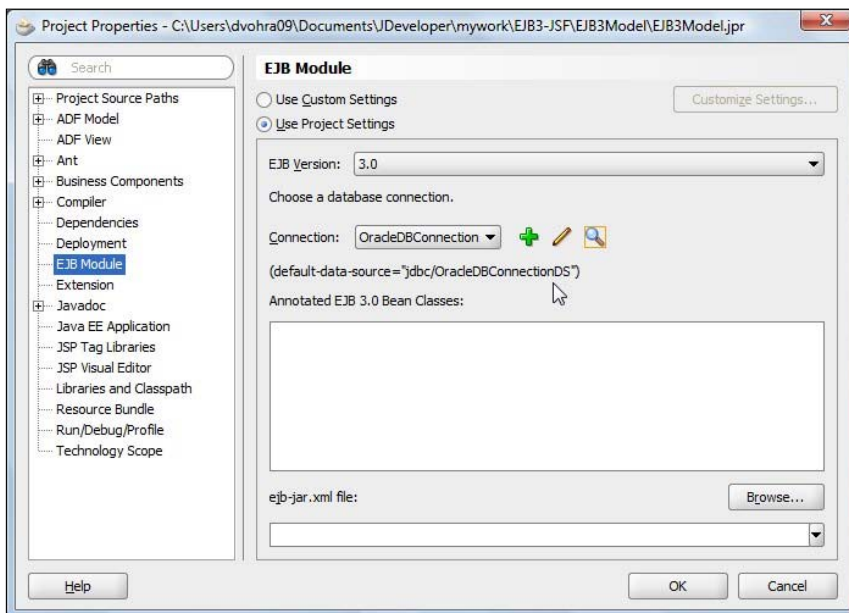 Project Properties - C:\Users\dvohra09\Documents\JDeveloper\mywork\EJB3-JSF\EJB3Model\EJB3Model.jpr
Search
Project Source Paths
ADF Model
ADF View
Ant
Business Components
Compiler
Dependencies
Deployment
EJB Module
Extension
Javadoc
Java EE Application
JSP Tag Libraries
JSP Visual Editor
Libraries and Classpath
Resource Bundle
Run/Debug/Profile
Technology Scope
EJB Module
Use Custom Settings
Customize Settings...
Use Project Settings
EJB Version: 3.0
Choose a database connection.
Connection: OracleDBConnection
(default-data-source="jdbc/OracleDBConnectionDS")
Annotated EJB 3.0 Bean Classes:
ejb-jar.xml file:
Browse...
Help
OK
Cancel